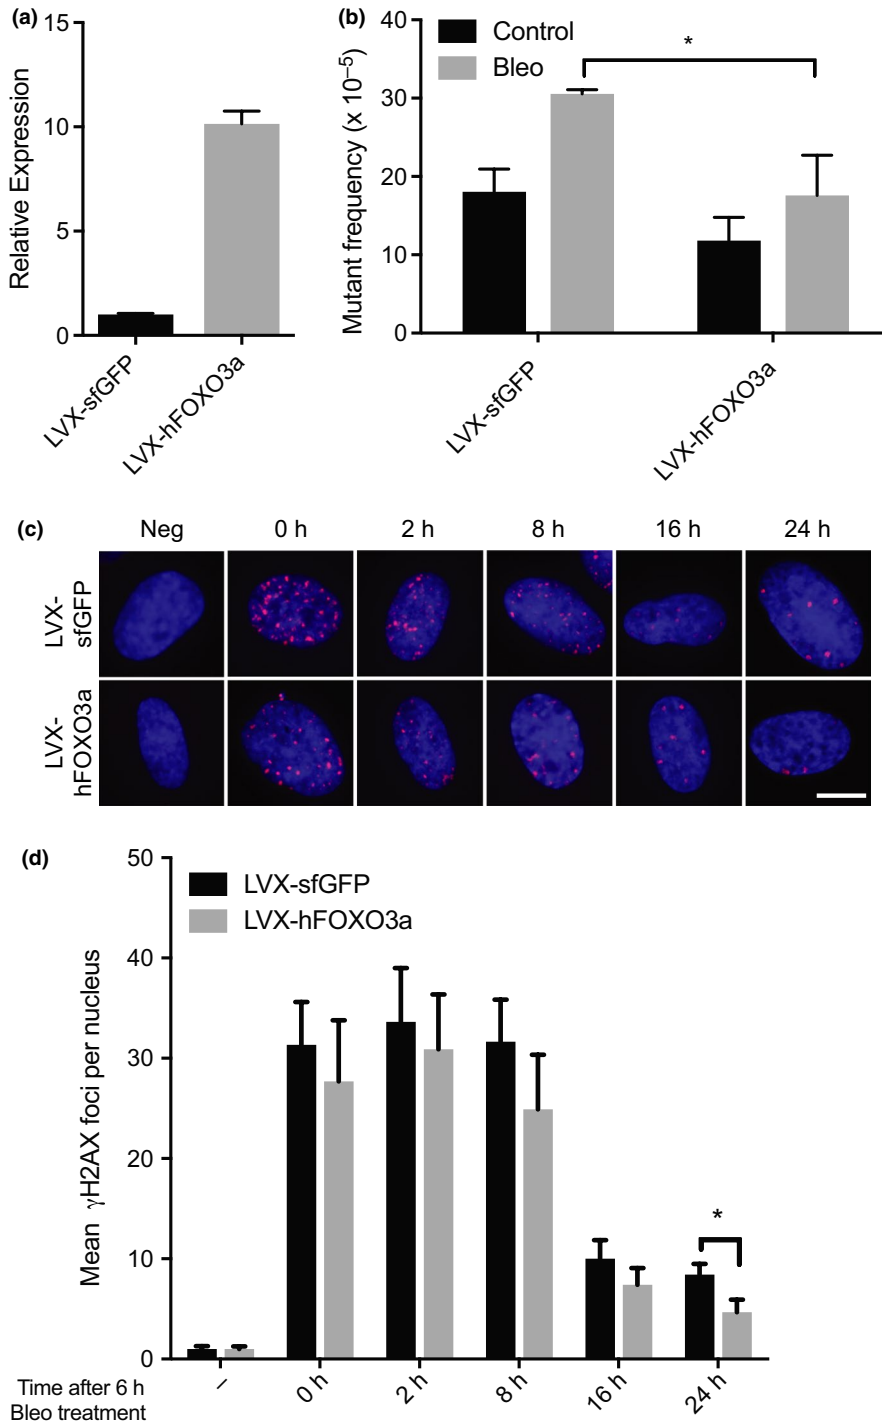 (a)
15
10
5
0
Relative Expression
LVX-sfGFP
LVX-hFOXO3a
(b)
40
30
20
10
0
Mutant frequency (x 10⁻⁵)
Control
Bleo
*
LVX-sfGFP
LVX-hFOXO3a
(c)
Neg 0 h 2 h 8 h 16 h 24 h
LVX-
sfGFP
LVX-
hFOXO3a
(d)
50
40
30
20
10
0
Mean γH2AX foci per nucleus
LVX-sfGFP
LVX-hFOXO3a
*
– 0 h 2 h 8 h 16 h 24 h
Time after 6 h
Bleo treatment